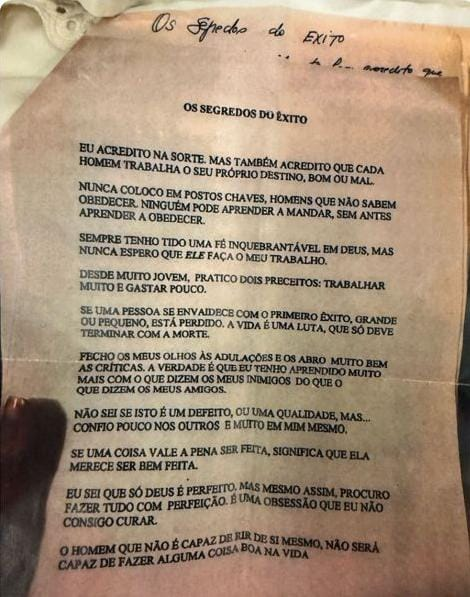 Os Segredos do EXITO
acredito que
OS SEGREDOS DO ÊXITO
EU ACREDITO NA SORTE. MAS TAMBÉM ACREDITO QUE CADA
HOMEM TRABALHA O SEU PRÓPRIO DESTINO, BOM OU MAL.
NUNCA COLOCO EM POSTOS CHAVES, HOMENS QUE NÃO SABEM
OBEDECER. NINGUÉM PODE APRENDER A MANDAR, SEM ANTES
APRENDER A OBEDECER.
SEMPRE TENHO TIDO UMA FÉ INQUEBRANTÁVEL EM DEUS, MAS
NUNCA ESPERO QUE ELE FAÇA O MEU TRABALHO.
DESDE MUITO JOVEM, PRATICO DOIS PRECEITOS: TRABALHAR
MUITO E GASTAR POUCO.
SE UMA PESSOA SE ENVAIDECE COM O PRIMEIRO ÊXITO, GRANDE
OU PEQUENO, ESTÁ PERDIDO. A VIDA É UMA LUTA, QUE SÓ DEVE
TERMINAR COM A MORTE.
FECHO OS MEUS OLHOS ÀS ADULAÇÕES E OS ABRO MUITO BEM
AS CRÍTICAS. A VERDADE É QUE EU TENHO APRENDIDO MUITO
MAIS COM O QUE DIZEM OS MEUS INIMIGOS DO QUE O
QUE DIZEM OS MEUS AMIGOS.
NÃO SEI SE ISTO É UM DEFEITO, OU UMA QUALIDADE, MAS...
CONFIO POUCO NOS OUTROS E MUITO EM MIM MESMO.
SE UMA COISA VALE A PENA SER FEITA, SIGNIFICA QUE ELA
MERECE SER BEM FEITA.
EU SEI QUE SÓ DEUS É PERFEITO, MAS MESMO ASSIM, PROCURO
FAZER TUDO COM PERFEIÇÃO. É UMA OBSESSÃO QUE EU NÃO
CONSIGO CURAR.
O HOMEM QUE NÃO É CAPAZ DE RIR DE SI MESMO, NÃO SERÁ
CAPAZ DE FAZER ALGUMA COISA BOA NA VIDA